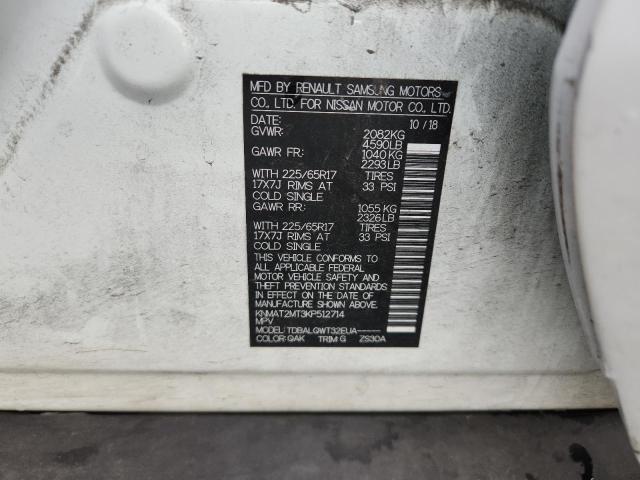 MFD BY RENAULT SAMSUNG MOTORS
CO., LTD. FOR NISSAN MOTOR CO., LTD.
DATE: 10 / 18
GVWR: 2082KG
4590LB
GAWR FR: 1040 KG
2293LB
WITH 225/65R17 TIRES
17X7J RIMS AT 33 PSI
COLD SINGLE
GAWR RR: 1055 KG
2326LB
WITH 225/65R17 TIRES
17X7J RIMS AT 33 PSI
COLD SINGLE
THIS VEHICLE CONFORMS TO
ALL APPLICABLE FEDERAL
MOTOR VEHICLE SAFETY AND
THEFT PREVENTION STANDARDS
IN EFFECT ON THE DATE OF
MANUFACTURE SHOWN ABOVE.
KNMAT2MT3KP512714
MPV
MODEL: TDBALQWT32EUA-----
COLOR: QAK TRIM: G ZS30A